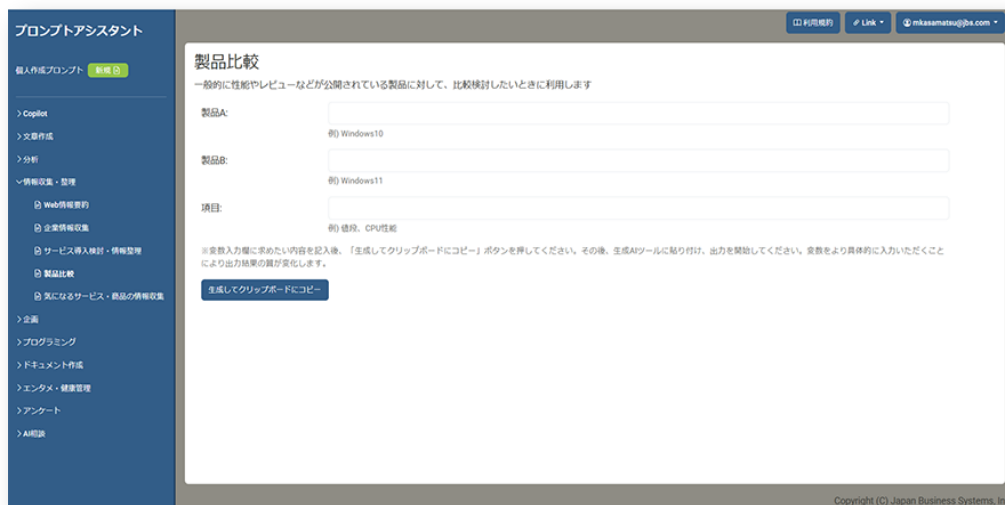 プロンプトアシスタント
利用規約
Link
mkasamatsu@jbs.com
個人作成プロンプト 新規
Copilot
文章作成
分析
情報収集・整理
Web情報要約
企業情報収集
サービス導入検討・情報整理
製品比較
気になるサービス・商品の情報収集
企画
プログラミング
ドキュメント作成
エンタメ・健康管理
アンケート
AI相談
製品比較
一般的に性能やレビューなどが公開されている製品に対して、比較検討したいときに利用します
製品A:
例) Windows10
製品B:
例) Windows11
項目:
例) 値段、CPU性能
※変数入力欄に求めたい内容を記入後、「生成してクリップボードにコピー」ボタンを押してください。その後、生成AIツールに貼り付け、出力を開始してください。変数をより具体的に入力いただくこと
により出力結果の質が変化します。
生成してクリップボードにコピー
Copyright (C) Japan Business Systems, In